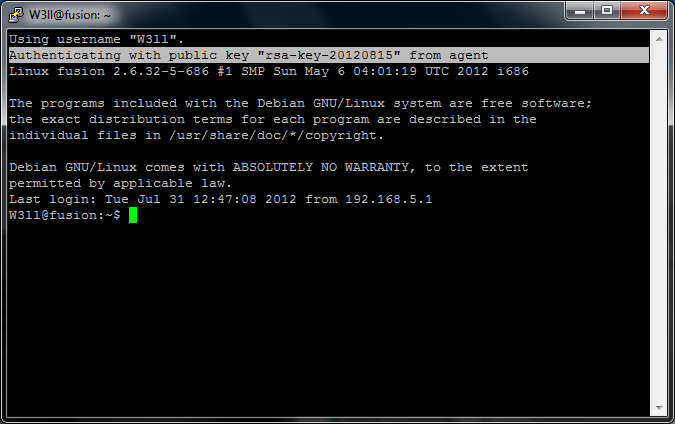 W3ll@fusion: ~
Using username "W3ll".
Authenticating with public key "rsa-key-20120815" from agent
Linux fusion 2.6.32-5-686 #1 SMP Sun May 6 04:01:19 UTC 2012 i686
The programs included with the Debian GNU/Linux system are free software;
the exact distribution terms for each program are described in the
individual files in /usr/share/doc/*/copyright.
Debian GNU/Linux comes with ABSOLUTELY NO WARRANTY, to the extent
permitted by applicable law.
Last login: Tue Jul 31 12:47:08 2012 from 192.168.5.1
W3ll@fusion:~$